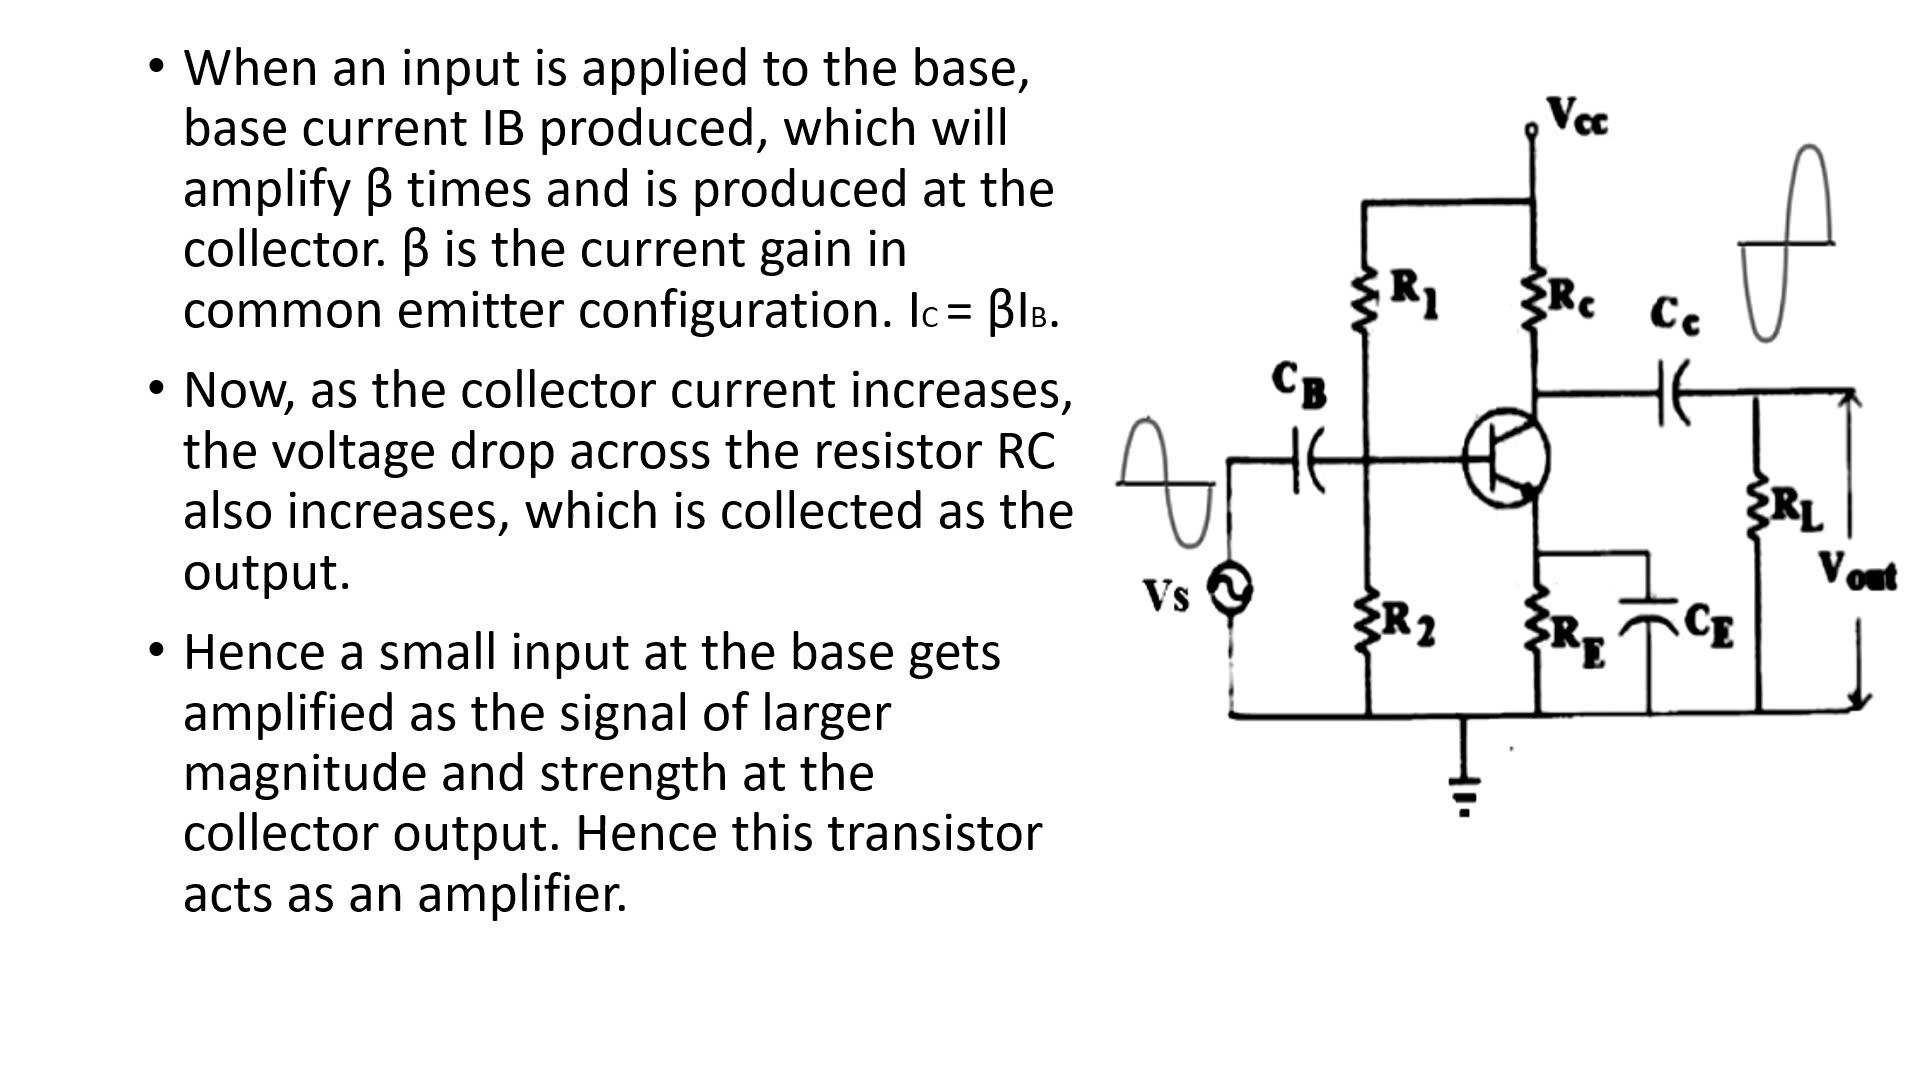 • When an input is applied to the base,
base current IB produced, which will
amplify β times and is produced at the
collector. β is the current gain in
common emitter configuration. IC = βIB.
• Now, as the collector current increases,
the voltage drop across the resistor RC
also increases, which is collected as the
output.
• Hence a small input at the base gets
amplified as the signal of larger
magnitude and strength at the
collector output. Hence this transistor
acts as an amplifier.
Vcc
R1
Rc
Cc
CB
RL
Vout
Vs
R2
RE
CE